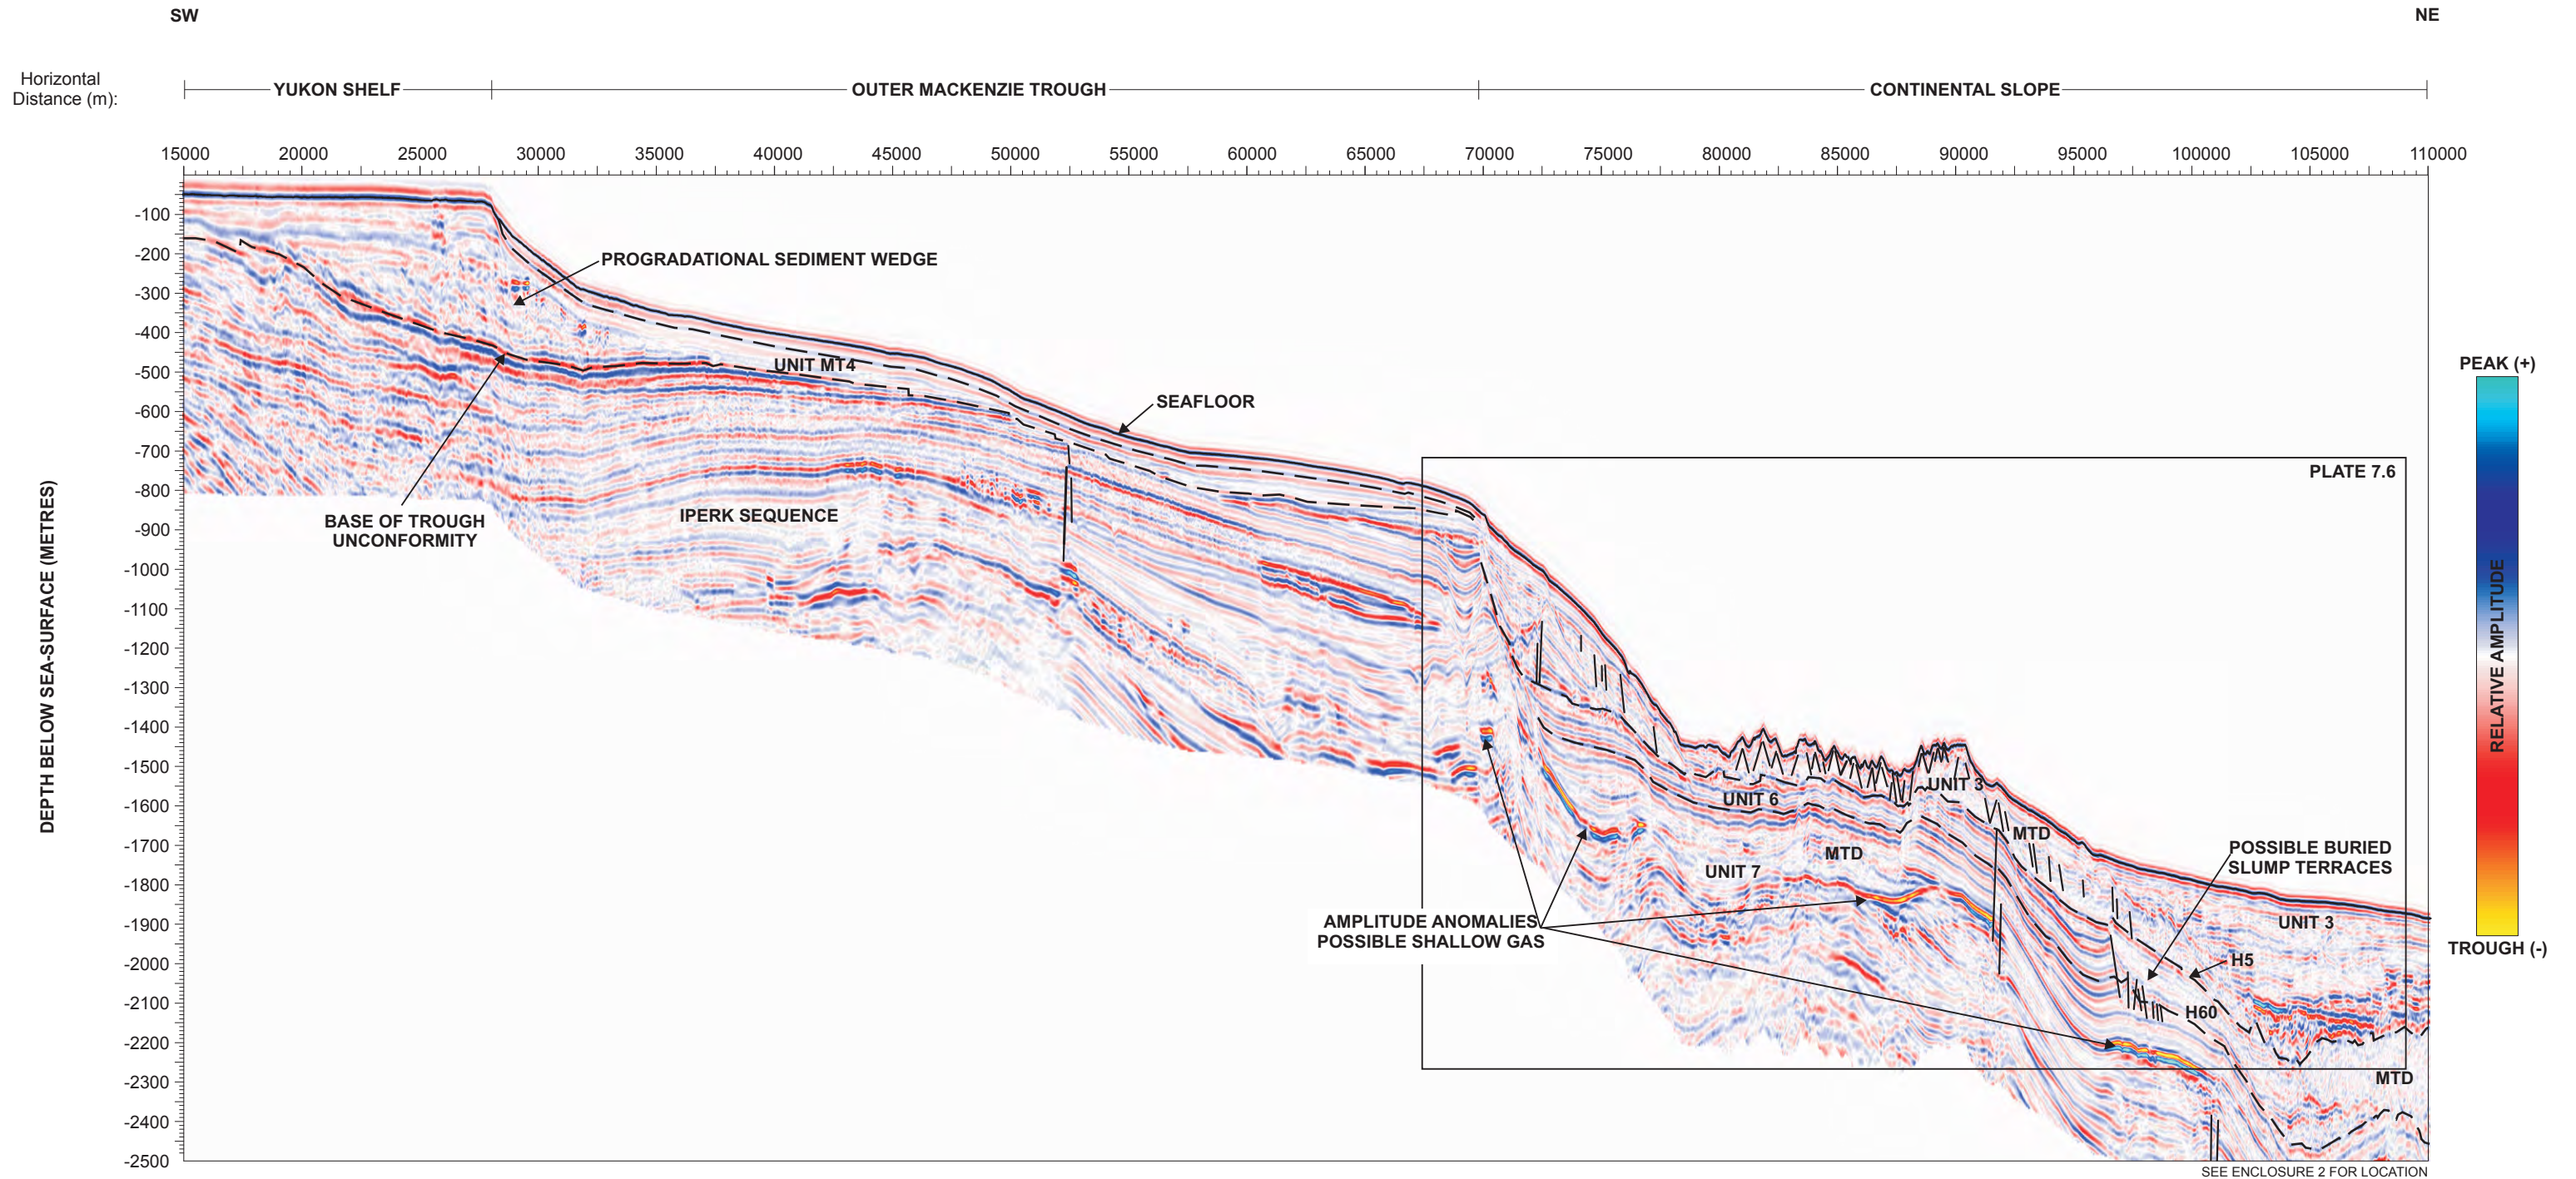 SW
NE
Horizontal
Distance (m):
YUKON SHELF
OUTER MACKENZIE TROUGH
CONTINENTAL SLOPE
15000 20000 25000 30000 35000 40000 45000 50000 55000 60000 65000 70000 75000 80000 85000 90000 95000 100000 105000 110000
DEPTH BELOW SEA-SURFACE (METRES)
-100
-200
-300
-400
-500
-600
-700
-800
-900
-1000
-1100
-1200
-1300
-1400
-1500
-1600
-1700
-1800
-1900
-2000
-2100
-2200
-2300
-2400
-2500
PROGRADATIONAL SEDIMENT WEDGE
UNIT MT4
SEAFLOOR
BASE OF TROUGH
UNCONFORMITY
IPERK SEQUENCE
PLATE 7.6
UNIT 3
UNIT 6
MTD
MTD
UNIT 7
POSSIBLE BURIED
SLUMP TERRACES
AMPLITUDE ANOMALIES
POSSIBLE SHALLOW GAS
UNIT 3
H5
H60
MTD
PEAK (+)
RELATIVE AMPLITUDE
TROUGH (-)
SEE ENCLOSURE 2 FOR LOCATION